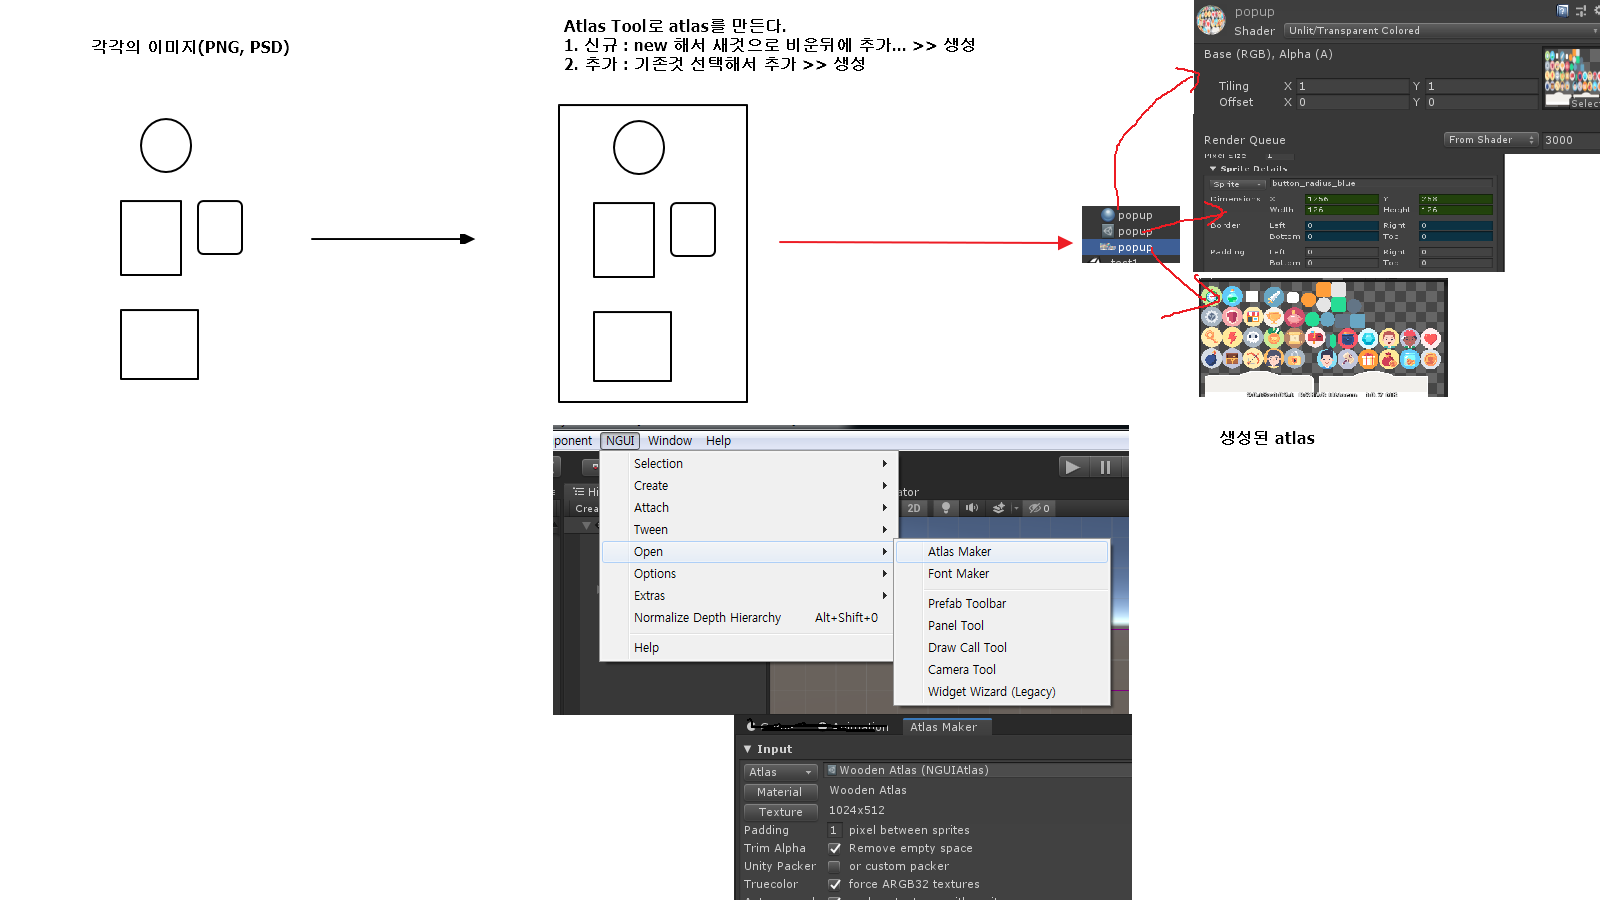 각각의 이미지(PNG, PSD)
Atlas Tool로 atlas를 만든다.
1. 신규 : new 해서 새것으로 비운뒤에 추가... >> 생성
2. 추가 : 기존것 선택해서 추가 >> 생성
popup
Shader
Unlit/Transparent Colored
Base (RGB), Alpha (A)
Tiling X 1 Y 1
Offset X 0 Y 0
Select
Render Queue
From Shader
3000
Pixel Size 1
Sprite Details
Sprite
button_radius_blue
Dimensions X 1256 Y 258
Width 126 Height 126
Border Left 0 Right 0
Bottom 0 Top 0
Padding Left 0 Right 0
Bottom 0 Top 0
popup
popup
popup
test1
생성된 atlas
ponent NGUI Window Help
Selection
Create
Attach
Tween
Open
Options
Extras
Normalize Depth Hierarchy Alt+Shift+0
Help
Hi
Crea
ator
2D
0
Atlas Maker
Font Maker
Prefab Toolbar
Panel Tool
Draw Call Tool
Camera Tool
Widget Wizard (Legacy)
Animation
Atlas Maker
Input
Atlas
Wooden Atlas (NGUIAtlas)
Material
Wooden Atlas
Texture
1024x512
Padding 1 pixel between sprites
Trim Alpha Remove empty space
Unity Packer or custom packer
Truecolor force ARGB32 textures